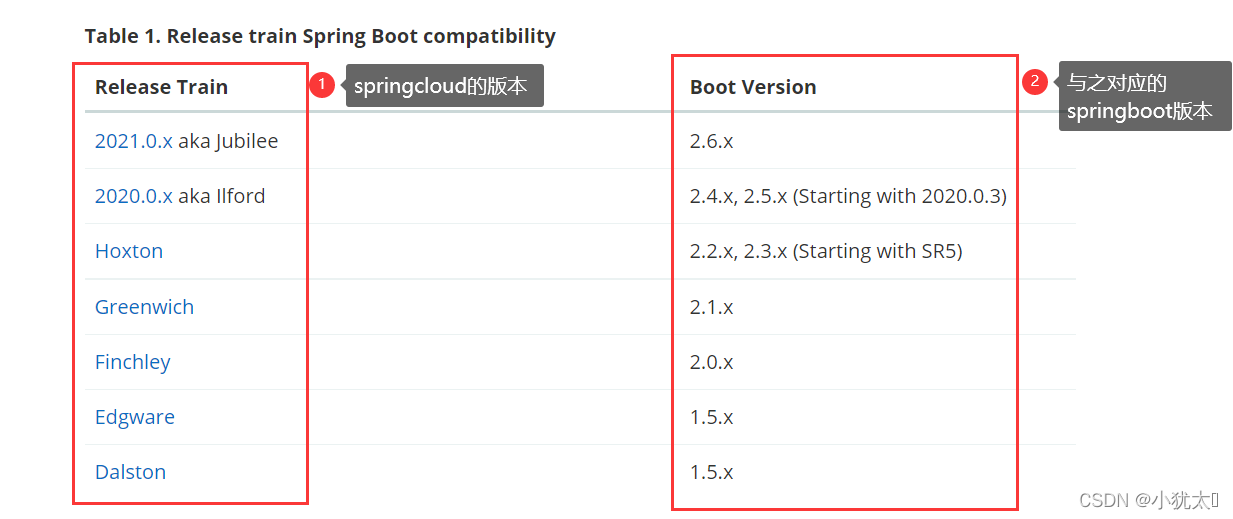 Table 1. Release train Spring Boot compatibility
Release Train
1
springcloud的版本
Boot Version
2
与之对应的
springboot版本
2021.0.x aka Jubilee
2.6.x
2020.0.x aka Ilford
2.4.x, 2.5.x (Starting with 2020.0.3)
Hoxton
2.2.x, 2.3.x (Starting with SR5)
Greenwich
2.1.x
Finchley
2.0.x
Edgware
1.5.x
Dalston
1.5.x
CSDN @小犹太